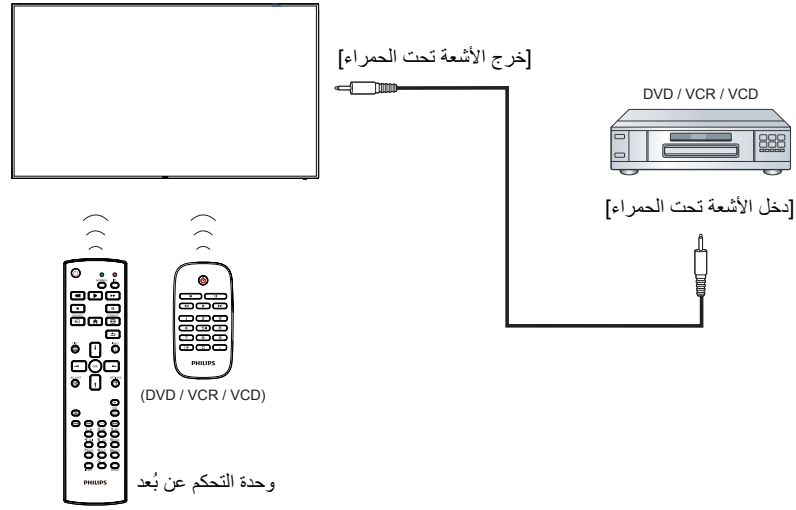 [خرج الأشعة تحت الحمراء]
DVD / VCR / VCD
[دخل الأشعة تحت الحمراء]
PHILIPS
(DVD / VCR / VCD)
PHILIPS
وحدة التحكم عن بُعد